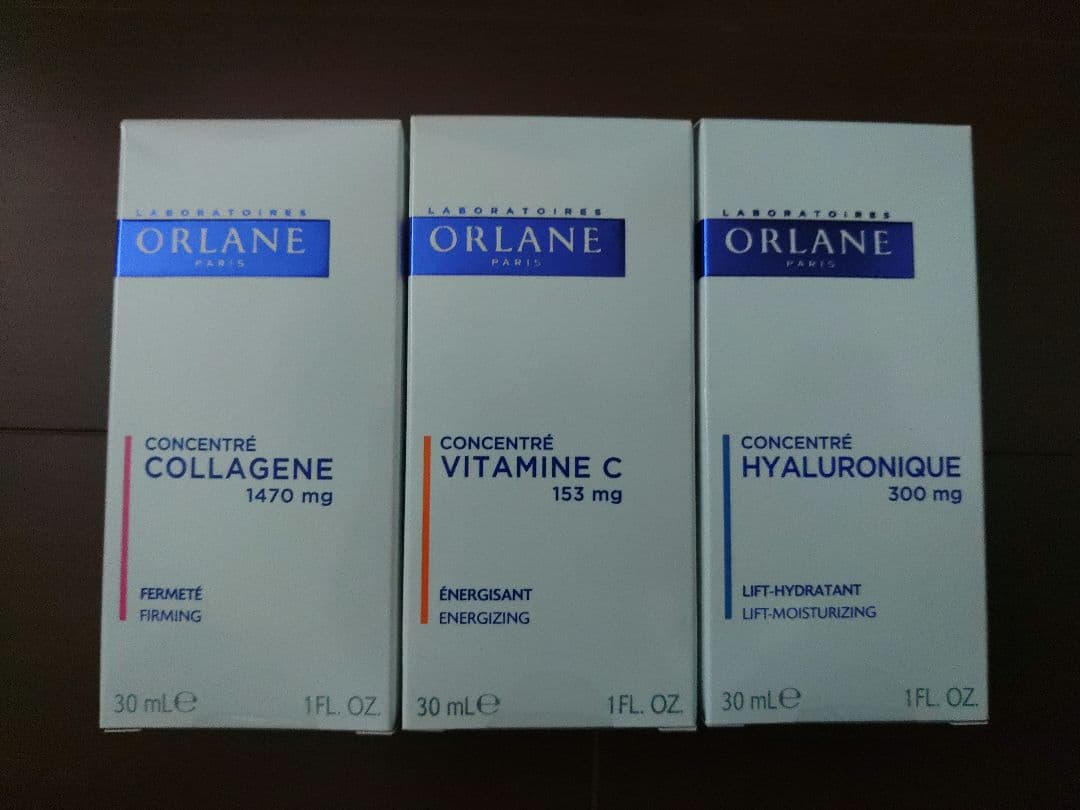 LABORATOIRES
ORLANE
PARIS
CONCENTRÉ
COLLAGENE
1470 mg
FERMETÉ
FIRMING
30 mL℮
1FL. OZ.
LABORATOIRES
ORLANE
PARIS
CONCENTRÉ
VITAMINE C
153 mg
ÉNERGISANT
ENERGIZING
30 mL℮
1FL. OZ.
LABORATOIRES
ORLANE
PARIS
CONCENTRÉ
HYALURONIQUE
300 mg
LIFT-HYDRATANT
LIFT-MOISTURIZING
30 mL℮
1FL. OZ.